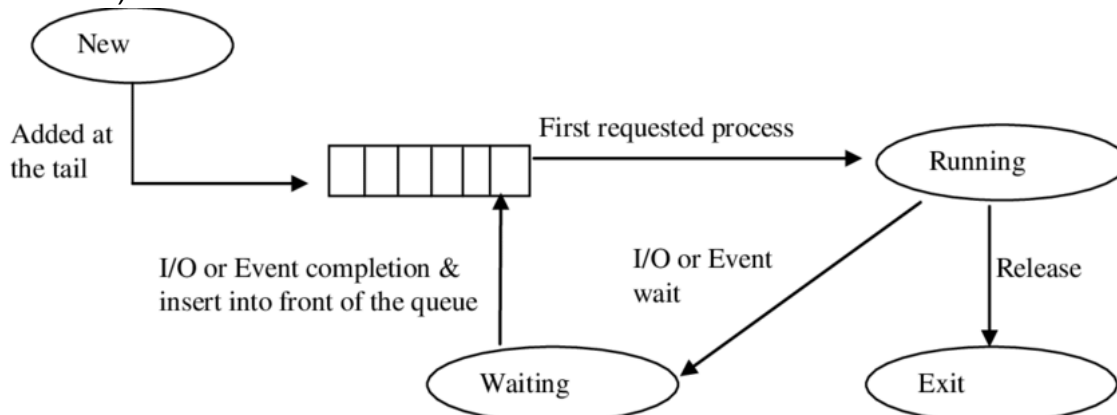 New
Added at
the tail
First requested process
Running
I/O or Event completion &
insert into front of the queue
I/O or Event
wait
Release
Waiting
Exit